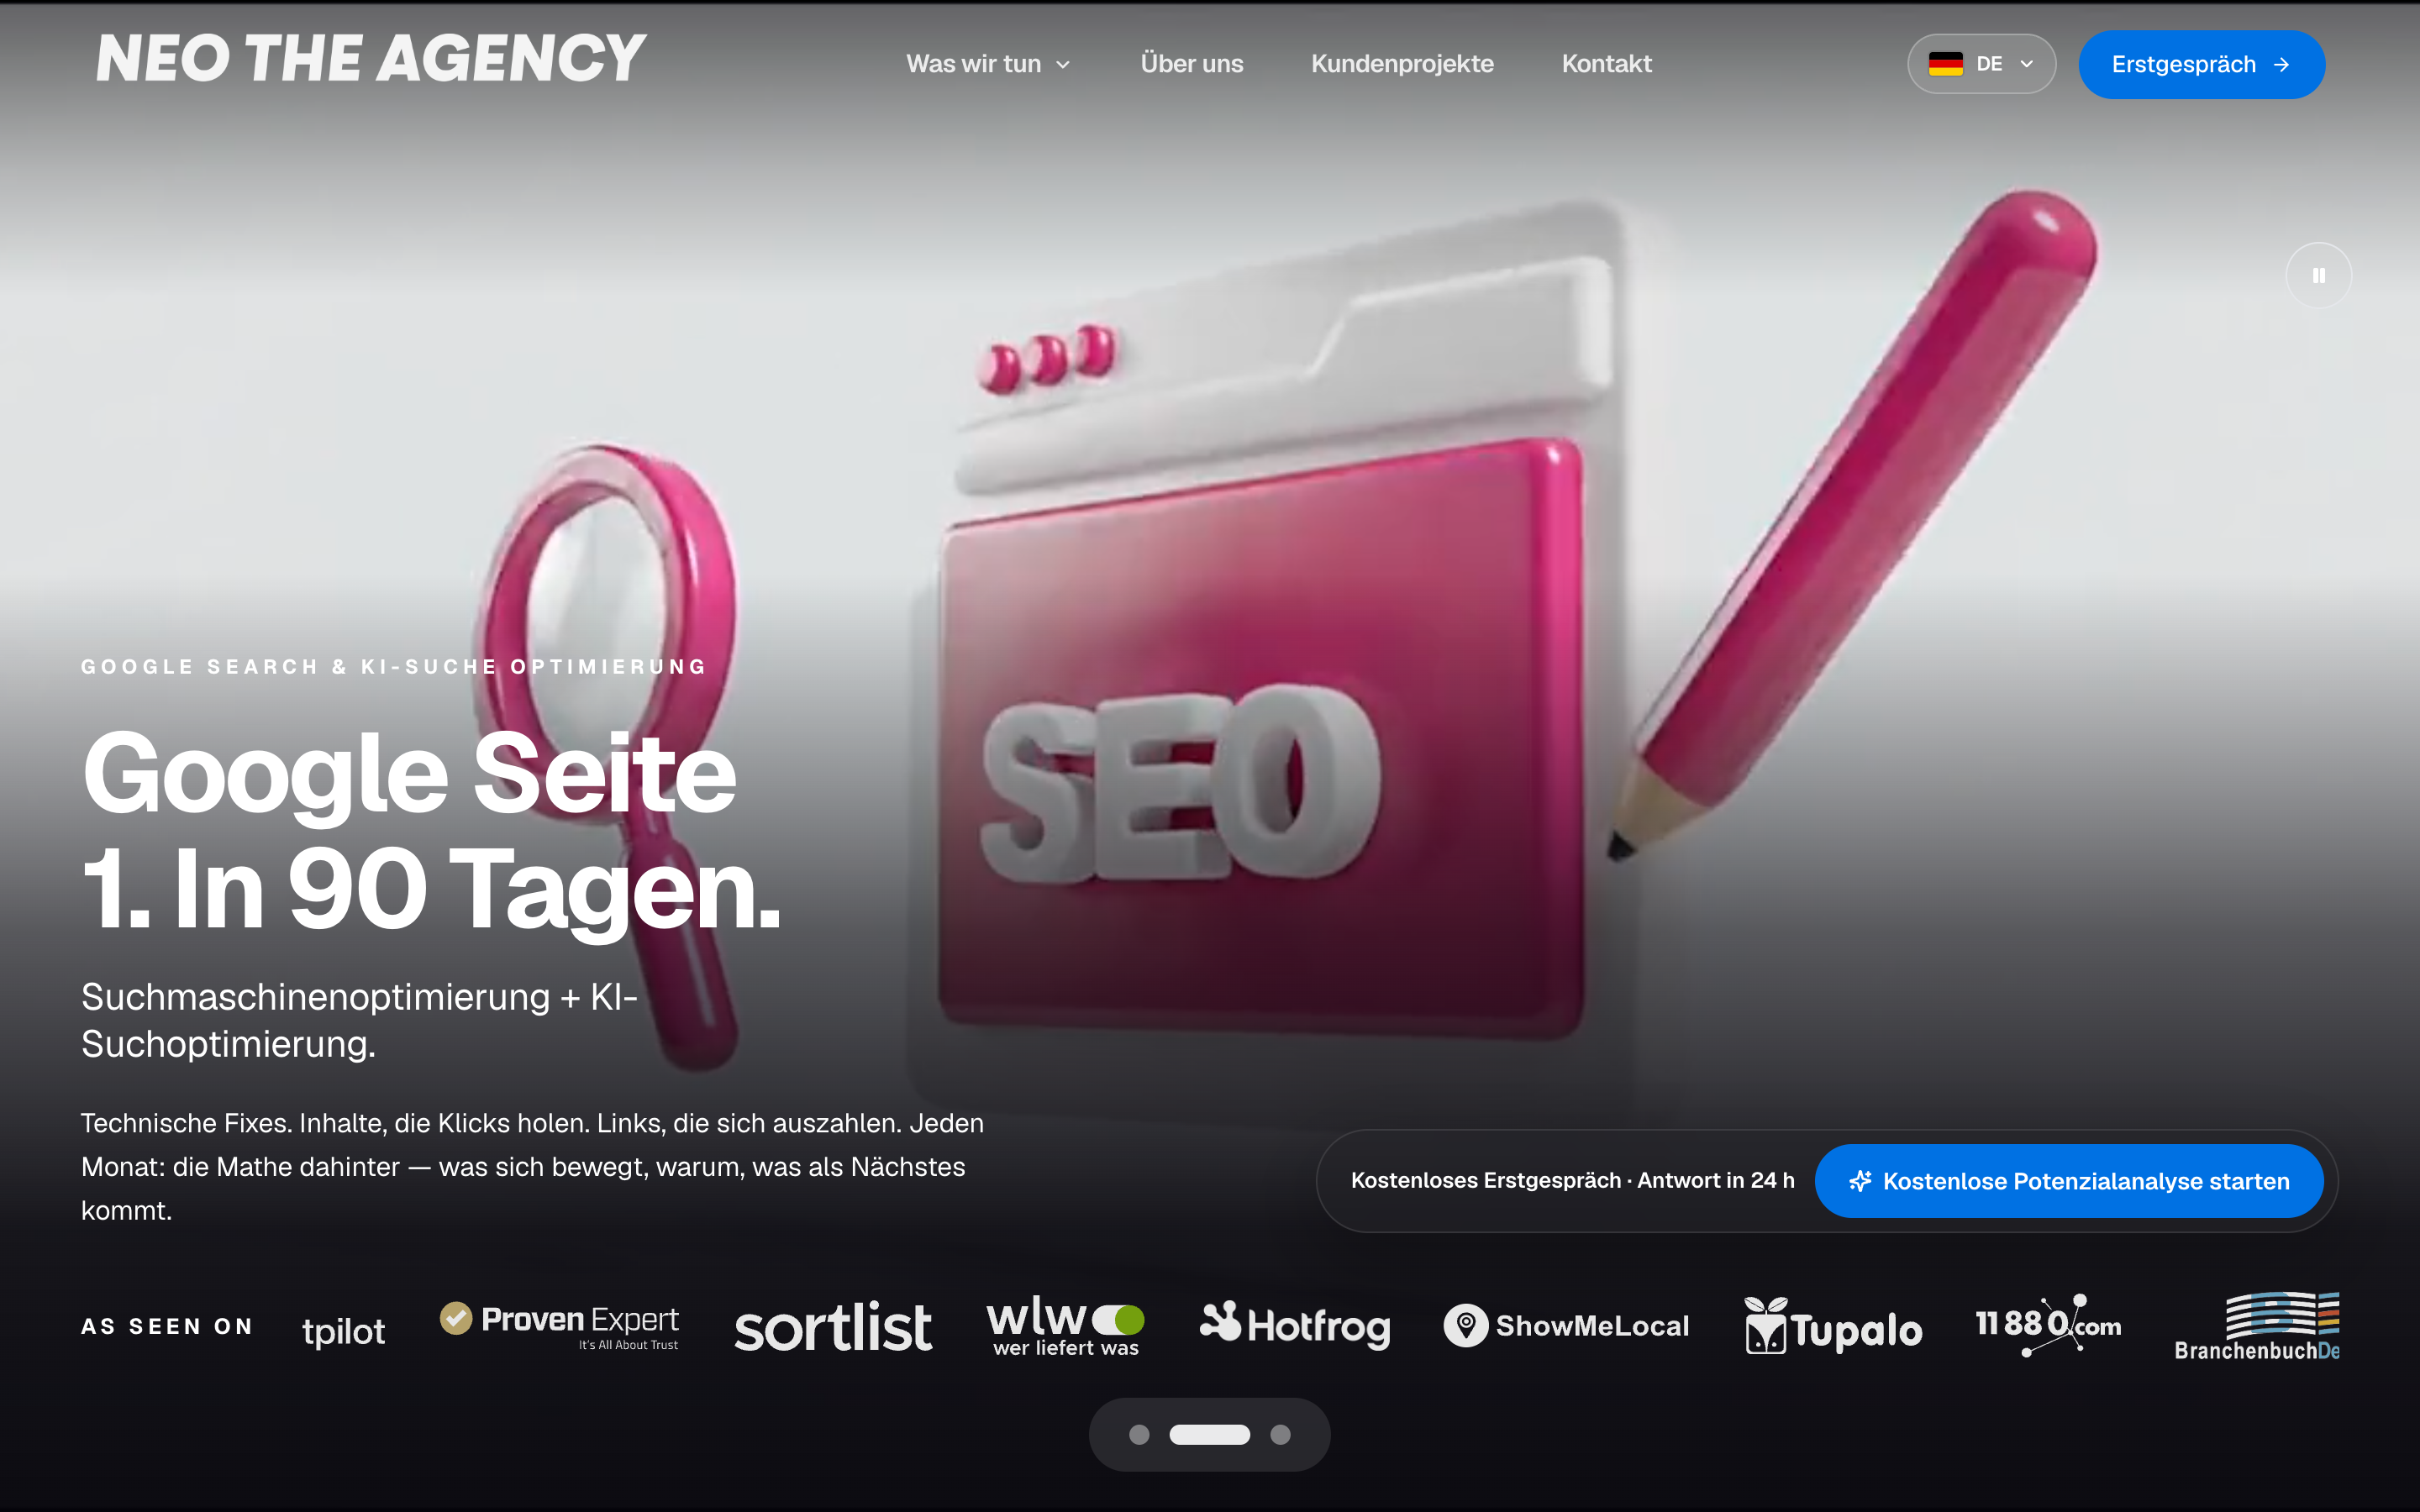 NEO THE AGENCY
Was wir tun
Über uns
Kundenprojekte
Kontakt
DE
Erstgespräch
SEO
GOOGLE SEARCH & KI-SUCHE OPTIMIERUNG
Google Seite
1. In 90 Tagen.
Suchmaschinenoptimierung + KI-
Suchoptimierung.
Technische Fixes. Inhalte, die Klicks holen. Links, die sich auszahlen. Jeden
Monat: die Mathe dahinter — was sich bewegt, warum, was als Nächstes
kommt.
Kostenloses Erstgespräch · Antwort in 24 h
Kostenlose Potenzialanalyse starten
AS SEEN ON
tpilot
Proven Expert
It's All About Trust
sortlist
wlw
wer liefert was
Hotfrog
ShowMeLocal
Tupalo
11880.com
BranchenbuchDe